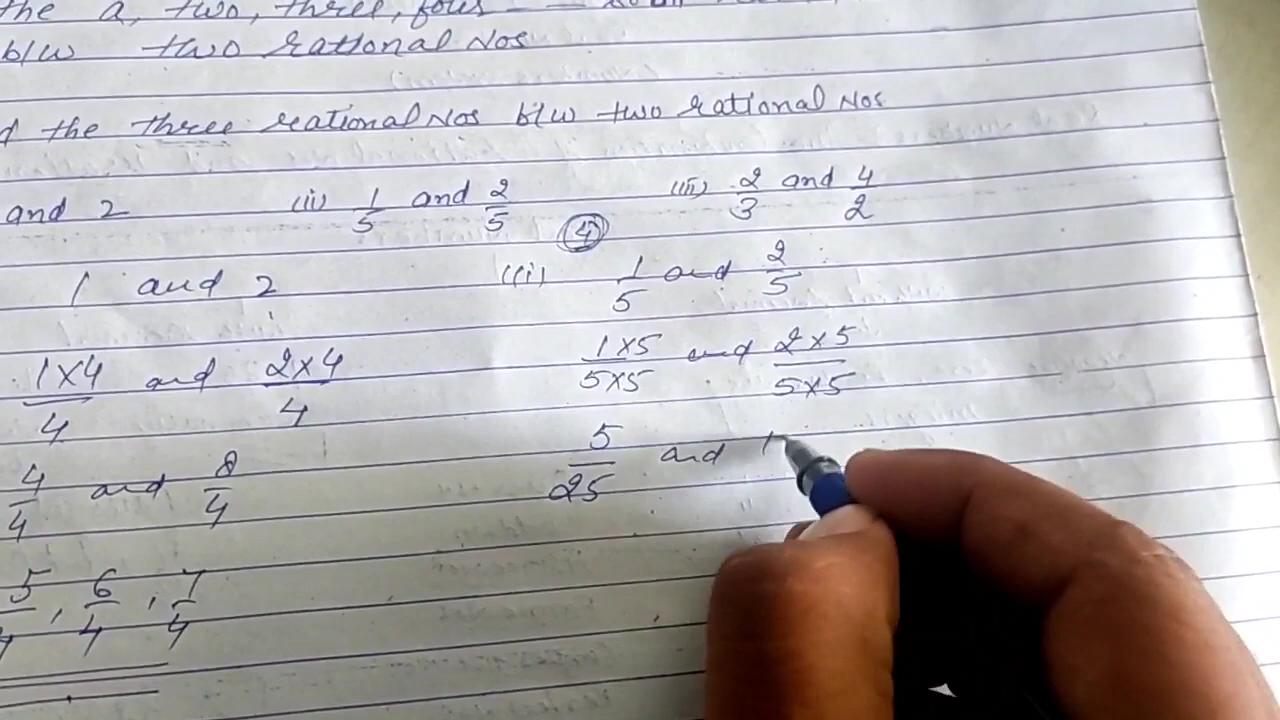 the a, two, three, four
b/w two rational Nos
the three rational Nos b/w two rational Nos
and 2 (ii) 1/5 and 2/5 (iii) 2/3 and 4/2
4
1 and 2 (ii) 1/5 and 2/5
1×4/4 and 2×4/4 1×5/5×5 and 2×5/5×5
4/4 and 8/4 5/25 and 1
5/4, 6/4, 7/4